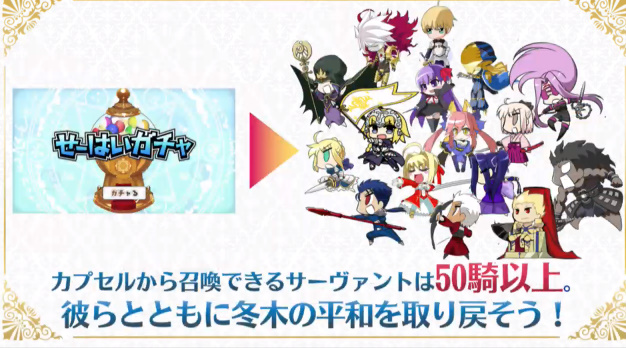 せーはいガチャ
ガチャる
カプセルから召喚できるサーヴァントは50騎以上。
彼らとともに冬木の平和を取り戻そう！